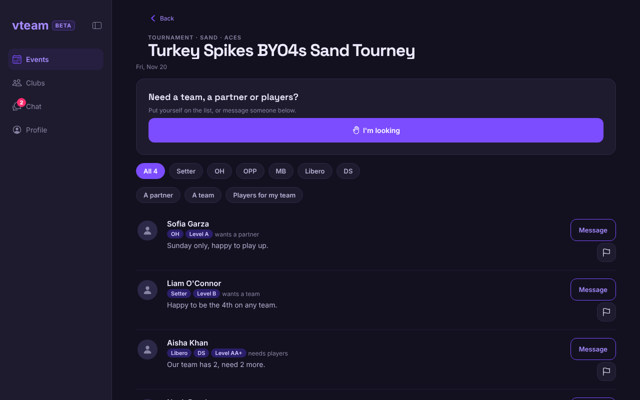 vteam BETA
Events
Clubs
2
Chat
Profile
Back
TOURNAMENT · SAND · ACES
Turkey Spikes BYO4s Sand Tourney
Fri, Nov 20
Need a team, a partner or players?
Put yourself on the list, or message someone below.
I'm looking
All 4 Setter OH OPP MB Libero DS
A partner A team Players for my team
Sofia Garza
OH Level A wants a partner
Sunday only, happy to play up.
Message
Liam O'Connor
Setter Level B wants a team
Happy to be the 4th on any team.
Message
Aisha Khan
Libero DS Level AA+ needs players
Our team has 2, need 2 more.
Message